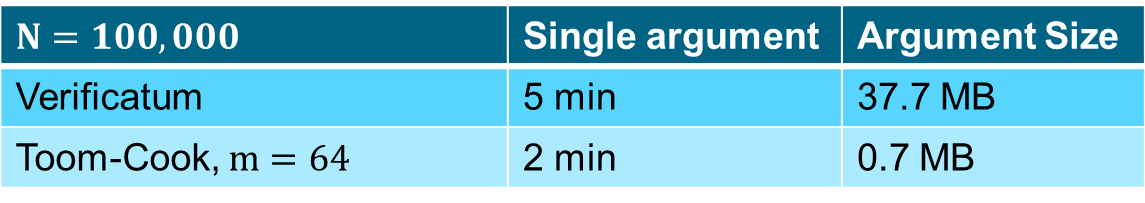 N = 100,000 Single argument Argument Size
Verificatum 5 min 37.7 MB
Toom-Cook, m = 64 2 min 0.7 MB